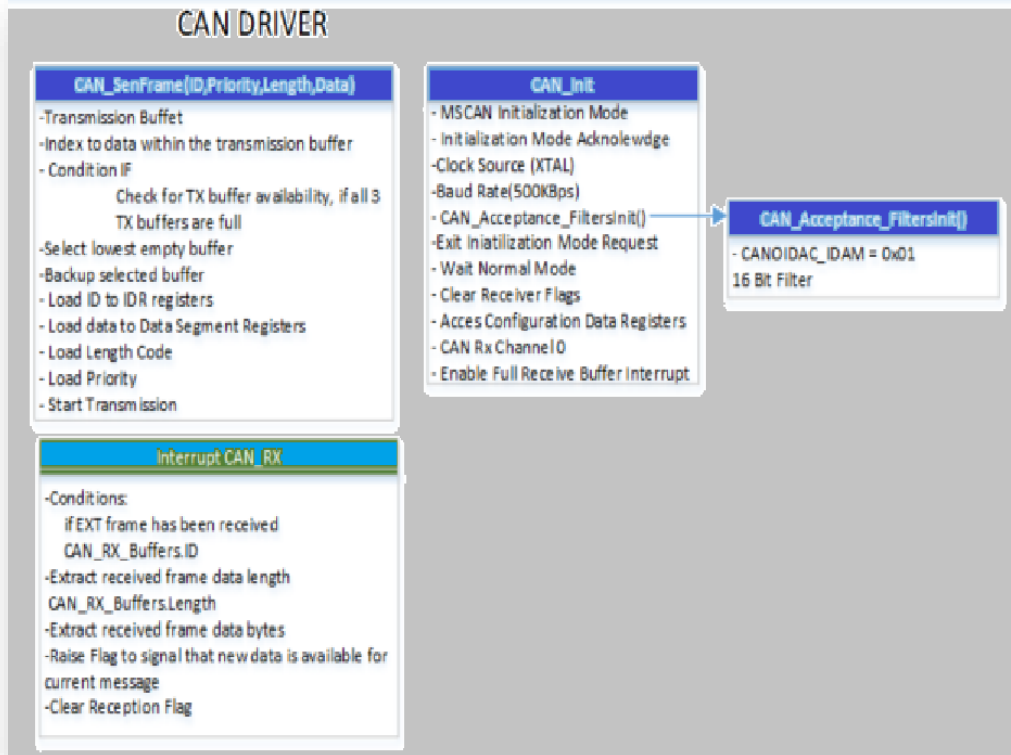 CAN DRIVER
CAN_SenFrame(ID,Priority,Length,Data)
-Transmission Buffet
-Index to data within the transmission buffer
- Condition IF
Check for TX buffer availability, if all 3
TX buffers are full
-Select lowest empty buffer
-Backup selected buffer
- Load ID to IDR registers
- Load data to Data Segment Registers
- Load Length Code
- Load Priority
- Start Transmission
CAN_Init
- MSCAN Initialization Mode
- Initialization Mode Acknolewdge
-Clock Source (XTAL)
-Baud Rate(500KBps)
- CAN_Acceptance_FiltersInit()
-Exit Iniatilization Mode Request
- Wait Normal Mode
- Clear Receiver Flags
- Acces Configuration Data Registers
- CAN Rx Channel 0
- Enable Full Receive Buffer Interrupt
CAN_Acceptance_FiltersInit()
- CANOIDAC_IDAM = 0x01
16 Bit Filter
Interrupt CAN_RX
-Conditions:
if EXT frame has been received
CAN_RX_Buffers.ID
-Extract received frame data length
CAN_RX_Buffers.Length
-Extract received frame data bytes
-Raise Flag to signal that new data is available for
current message
-Clear Reception Flag